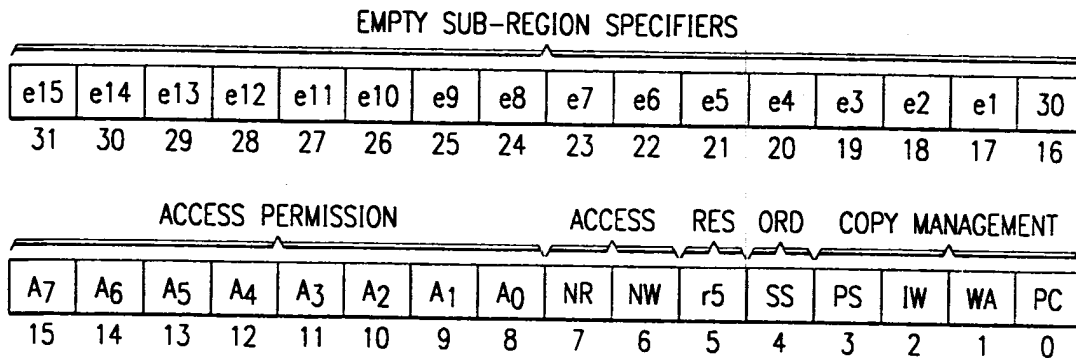 EMPTY SUB-REGION SPECIFIERS
e15 e14 e13 e12 e11 e10 e9 e8 e7 e6 e5 e4 e3 e2 e1 30
31 30 29 28 27 26 25 24 23 22 21 20 19 18 17 16
ACCESS PERMISSION ACCESS RES ORD COPY MANAGEMENT
A7 A6 A5 A4 A3 A2 A1 A0 NR NW r5 SS PS IW WA PC
15 14 13 12 11 10 9 8 7 6 5 4 3 2 1 0